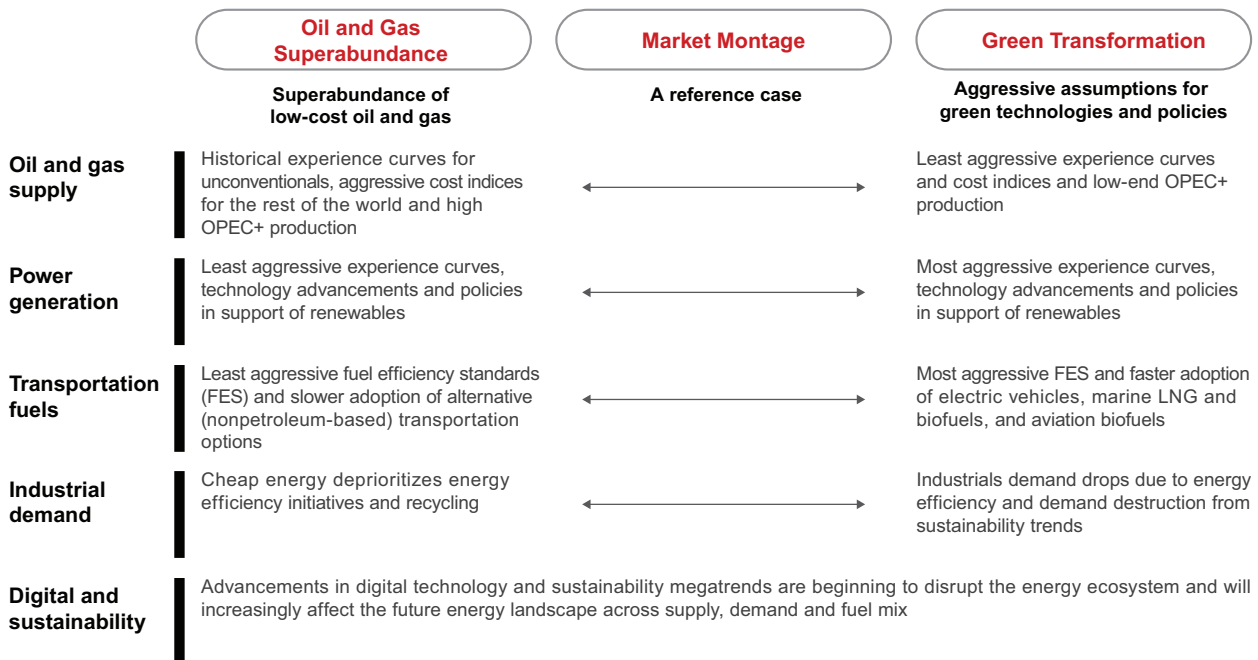 Oil and Gas
Superabundance
Market Montage
Green Transformation
Superabundance of
low-cost oil and gas
A reference case
Aggressive assumptions for
green technologies and policies
Oil and gas
supply
Historical experience curves for
unconventionals, aggressive cost indices
for the rest of the world and high
OPEC+ production
Least aggressive experience curves
and cost indices and low-end OPEC+
production
Power
generation
Least aggressive experience curves,
technology advancements and policies
in support of renewables
Most aggressive experience curves,
technology advancements and policies
in support of renewables
Transportation
fuels
Least aggressive fuel efficiency standards
(FES) and slower adoption of alternative
(nonpetroleum-based) transportation
options
Most aggressive FES and faster adoption
of electric vehicles, marine LNG and
biofuels, and aviation biofuels
Industrial
demand
Cheap energy deprioritizes energy
efficiency initiatives and recycling
Industrials demand drops due to energy
efficiency and demand destruction from
sustainability trends
Digital and
sustainability
Advancements in digital technology and sustainability megatrends are beginning to disrupt the energy ecosystem and will
increasingly affect the future energy landscape across supply, demand and fuel mix